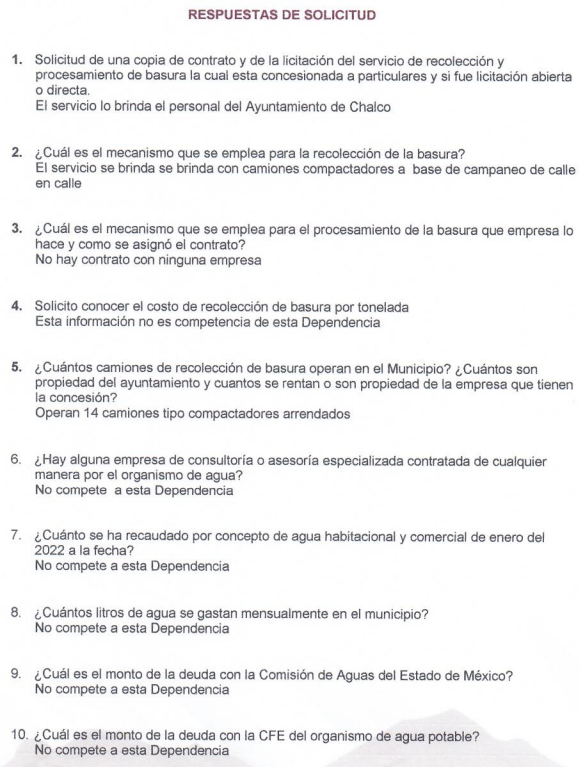 RESPUESTAS DE SOLICITUD
1. Solicitud de una copia de contrato y de la licitación del servicio de recolección y
procesamiento de basura la cual esta concesionada a particulares y si fue licitación abierta
o directa.
El servicio lo brinda el personal del Ayuntamiento de Chalco
2. ¿Cuál es el mecanismo que se emplea para la recolección de la basura?
El servicio se brinda se brinda con camiones compactadores a base de campaneo de calle
en calle
3. ¿Cuál es el mecanismo que se emplea para el procesamiento de la basura que empresa lo
hace y como se asignó el contrato?
No hay contrato con ninguna empresa
4. Solicito conocer el costo de recolección de basura por tonelada
Esta información no es competencia de esta Dependencia
5. ¿Cuántos camiones de recolección de basura operan en el Municipio? ¿Cuántos son
propiedad del ayuntamiento y cuantos se rentan o son propiedad de la empresa que tienen
la concesión?
Operan 14 camiones tipo compactadores arrendados
6. ¿Hay alguna empresa de consultoría o asesoría especializada contratada de cualquier
manera por el organismo de agua?
No compete a esta Dependencia
7. ¿Cuánto se ha recaudado por concepto de agua habitacional y comercial de enero del
2022 a la fecha?
No compete a esta Dependencia
8. ¿Cuántos litros de agua se gastan mensualmente en el municipio?
No compete a esta Dependencia
9. ¿Cuál es el monto de la deuda con la Comisión de Aguas del Estado de México?
No compete a esta Dependencia
10. ¿Cuál es el monto de la deuda con la CFE del organismo de agua potable?
No compete a esta Dependencia